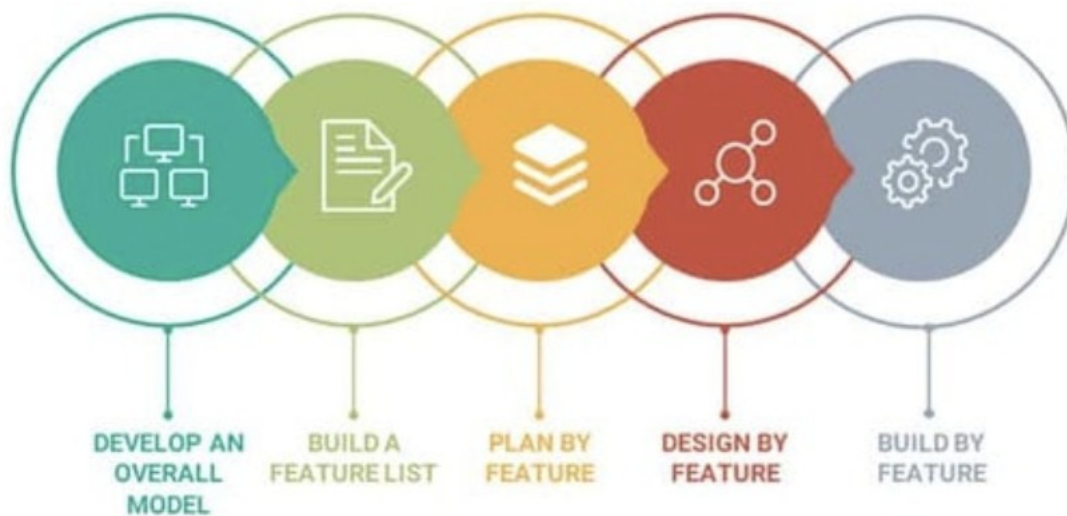 DEVELOP AN
OVERALL
MODEL
BUILD A
FEATURE LIST
PLAN BY
FEATURE
DESIGN BY
FEATURE
BUILD BY
FEATURE